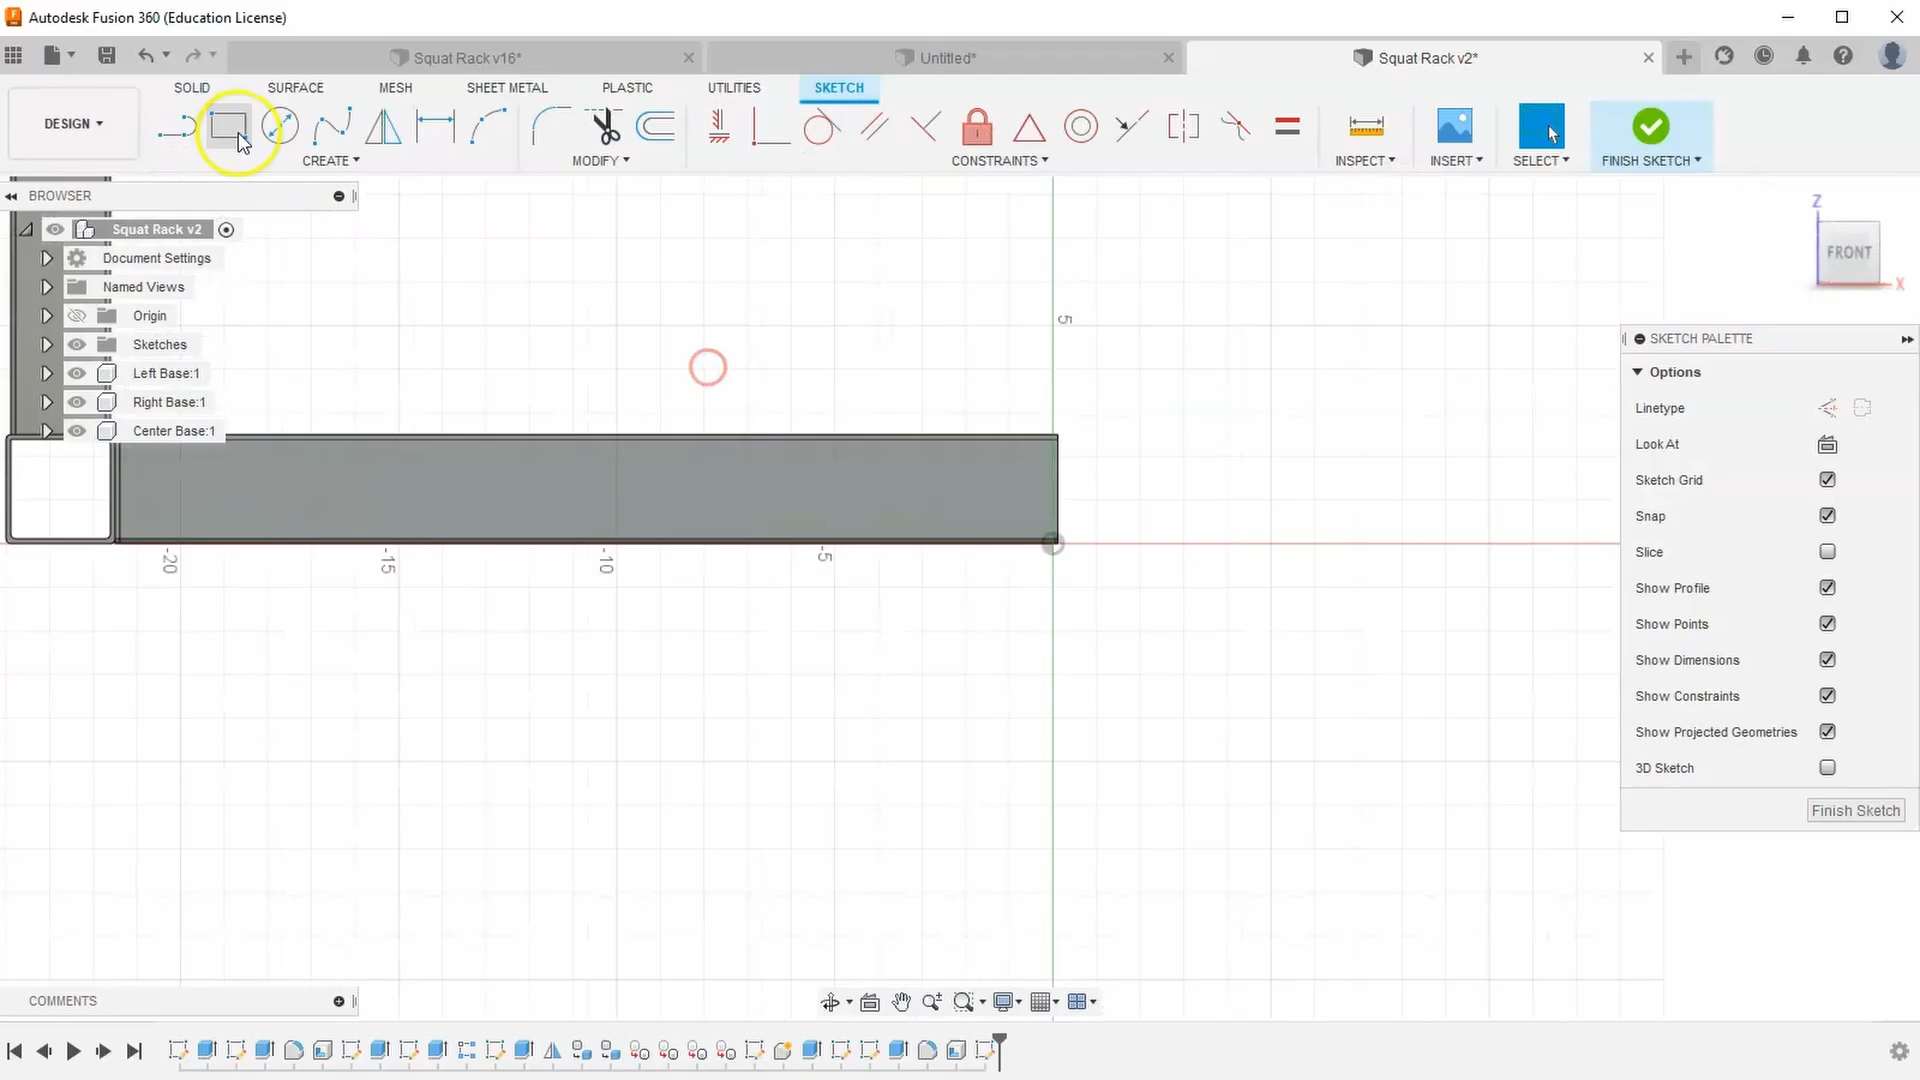 Autodesk Fusion 360 (Education License)
Squat Rack v16*
Untitled*
Squat Rack v2*
SOLID
SURFACE
MESH
SHEET METAL
PLASTIC
UTILITIES
SKETCH
DESIGN
CREATE
MODIFY
CONSTRAINTS
INSPECT
INSERT
SELECT
FINISH SKETCH
BROWSER
Squat Rack v2
Document Settings
Named Views
Origin
Sketches
Left Base:1
Right Base:1
Center Base:1
Z
FRONT
X
5
-20
-15
-10
-5
SKETCH PALETTE
Options
Linetype
Look At
Sketch Grid
Snap
Slice
Show Profile
Show Points
Show Dimensions
Show Constraints
Show Projected Geometries
3D Sketch
Finish Sketch
COMMENTS